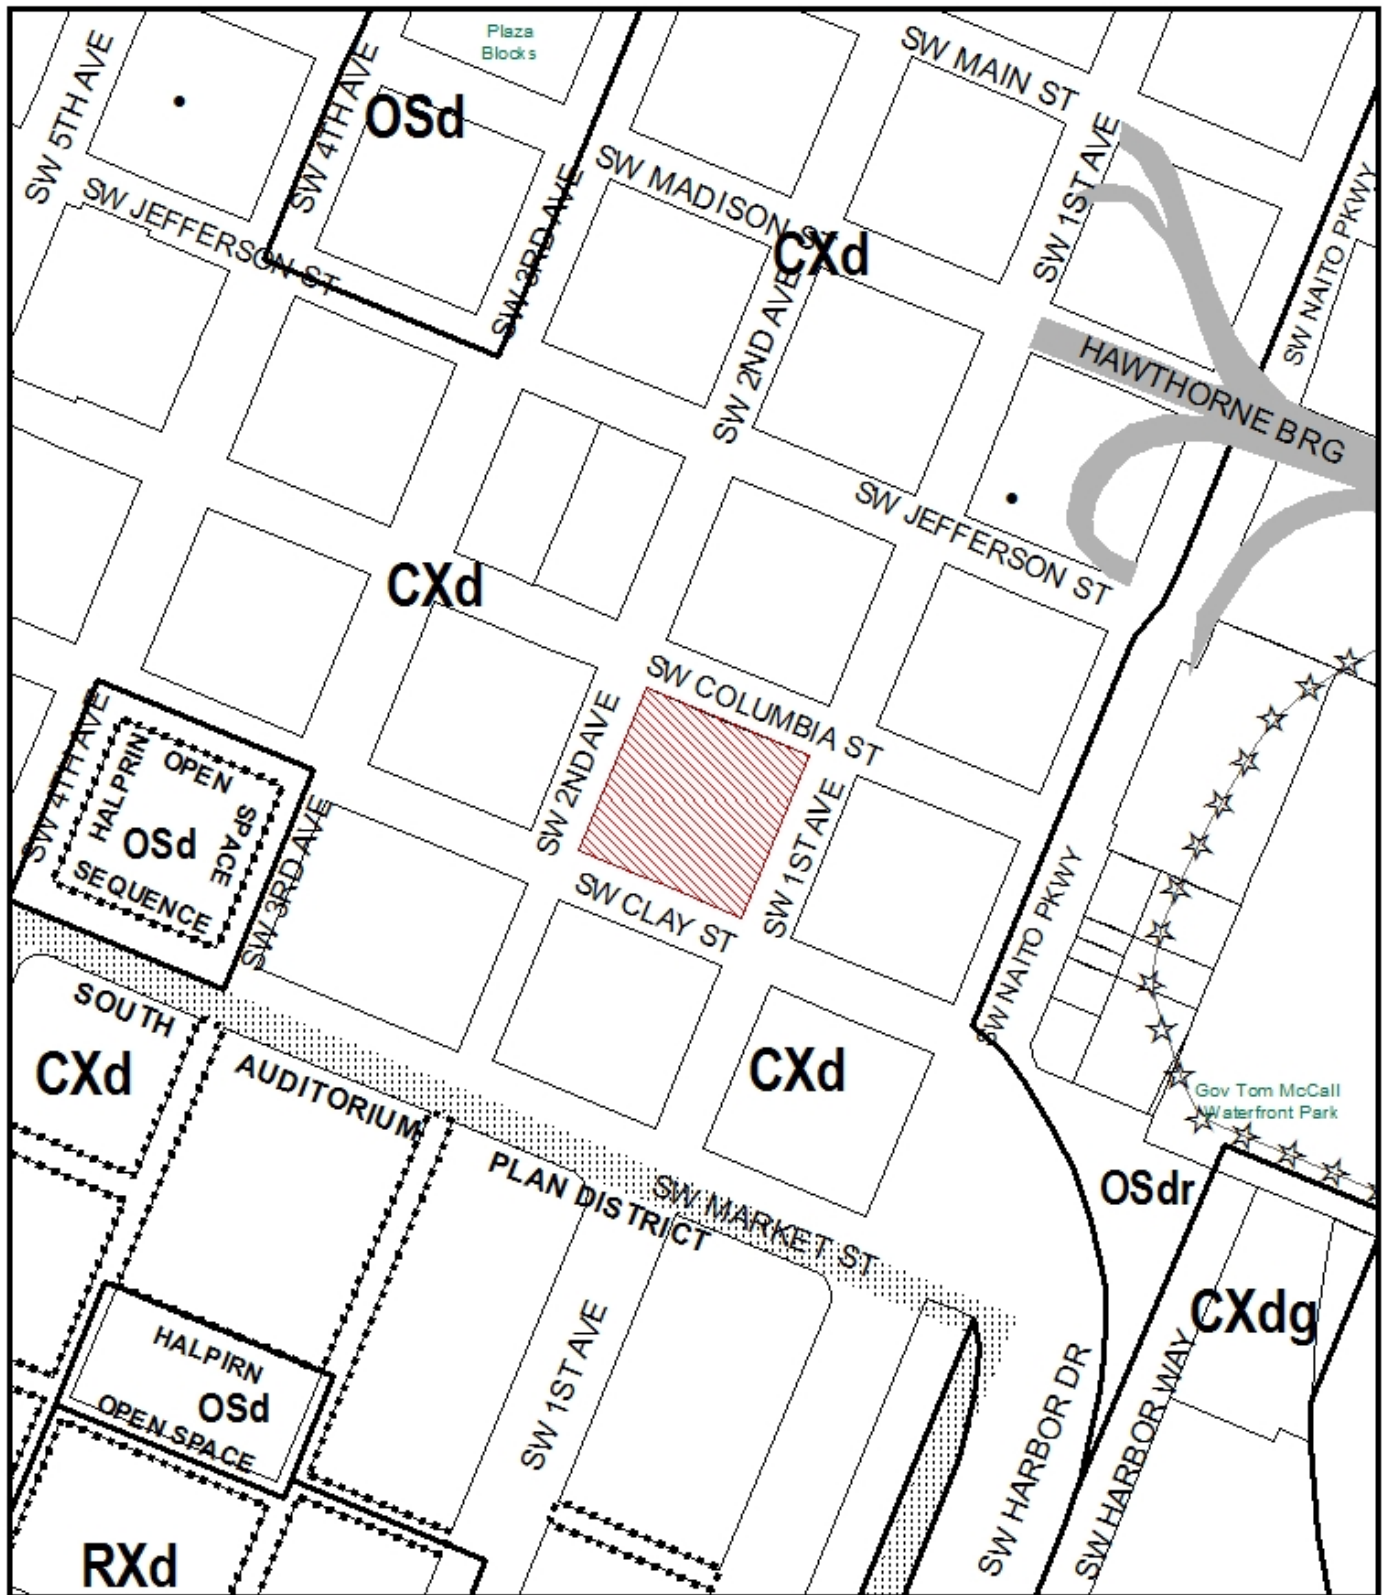 Plaza
Blocks
SW MAIN ST
SW 5TH AVE
SW 4TH AVE
OSd
SW MADISON ST
SW 1ST AVE
SW JEFFERSON ST
SW 3RD AVE
CXd
SW NAITO PKWY
SW 2ND AVE
HAWTHORNE BRG
SW JEFFERSON ST
CXd
SW COLUMBIA ST
SW 4TH AVE
HALPRIN
OPEN
SPACE
SEQUENCE
OSd
SW 3RD AVE
SW 2ND AVE
SW 1ST AVE
SW CLAY ST
SW NAITO PKWY
SOUTH
AUDITORIUM
PLAN DISTRICT
CXd
CXd
SW MARKET ST
Gov Tom McCall
Waterfront Park
OSdr
CXdg
HALPIRN
OSd
OPEN SPACE
SW 1ST AVE
SW HARBOR DR
SW HARBOR WAY
RXd